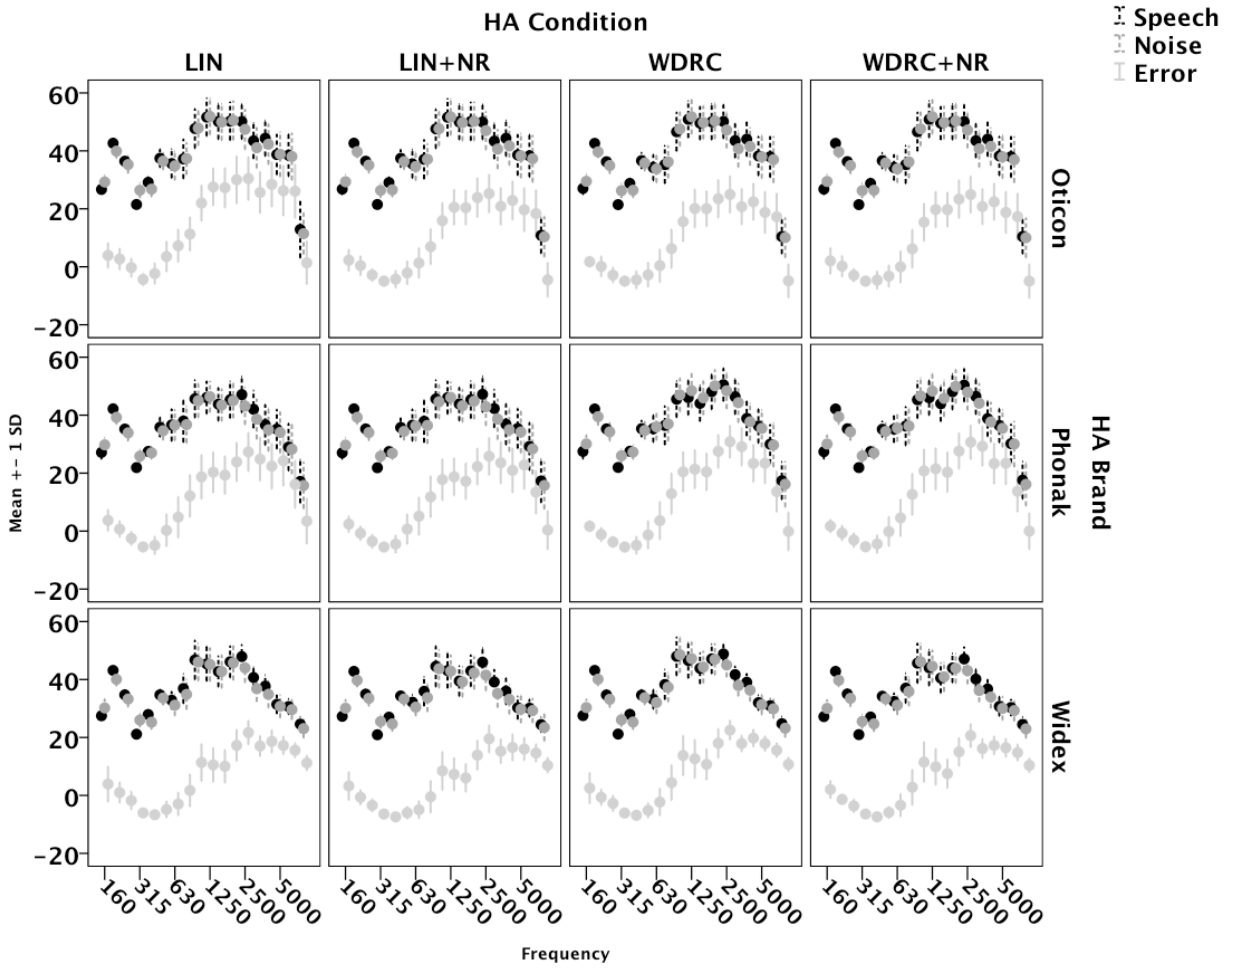 HA Condition
Speech
Noise
Error
LIN
LIN+NR
WDRC
WDRC+NR
60
40
20
0
−20
Oticon
60
40
20
0
−20
Phonak
60
40
20
0
−20
Widex
HA Brand
Mean +− 1 SD
160
315
630
1250
2500
5000
160
315
630
1250
2500
5000
160
315
630
1250
2500
5000
160
315
630
1250
2500
5000
Frequency